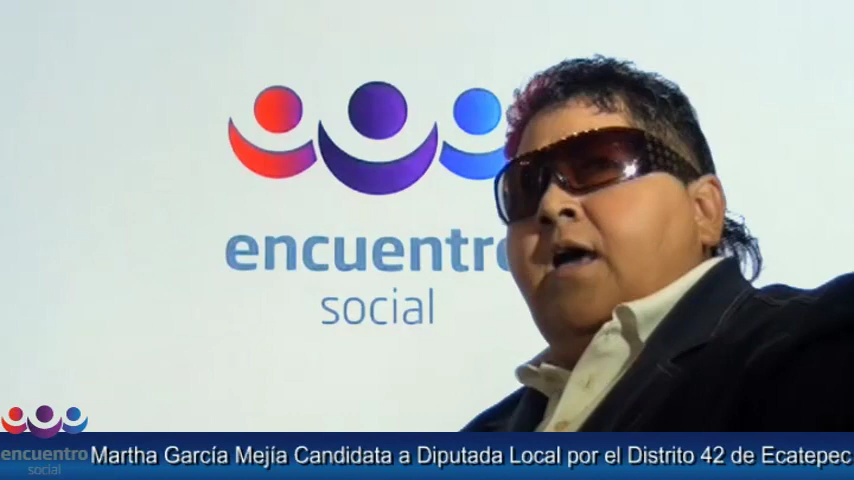 encuentro
social
encuentro
social
Martha García Mejía Candidata a Diputada Local por el Distrito 42 de Ecatepec